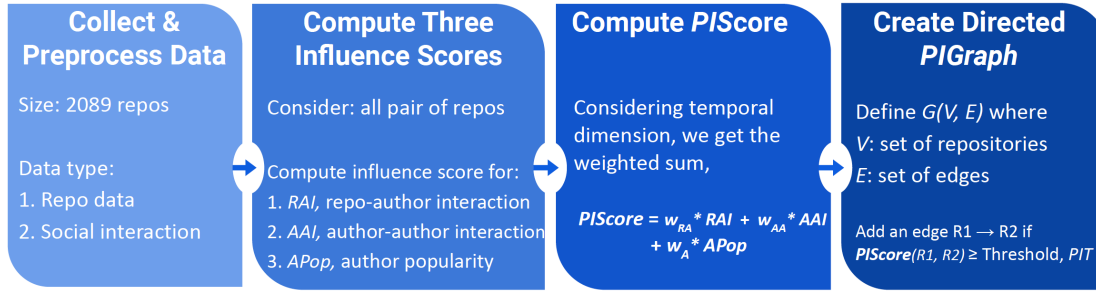 Collect &
Preprocess Data
Size: 2089 repos
Data type:
1. Repo data
2. Social interaction
Compute Three
Influence Scores
Consider: all pair of repos
Compute influence score for:
1. RAI, repo-author interaction
2. AAI, author-author interaction
3. APop, author popularity
Compute PIScore
Considering temporal
dimension, we get the
weighted sum,
PIScore = w_RA* RAI + w_AA* AAI
+ w_A* APop
Create Directed
PIGraph
Define G(V, E) where
V: set of repositories
E: set of edges
Add an edge R1 → R2 if
PIScore(R1, R2) ≥ Threshold, PIT